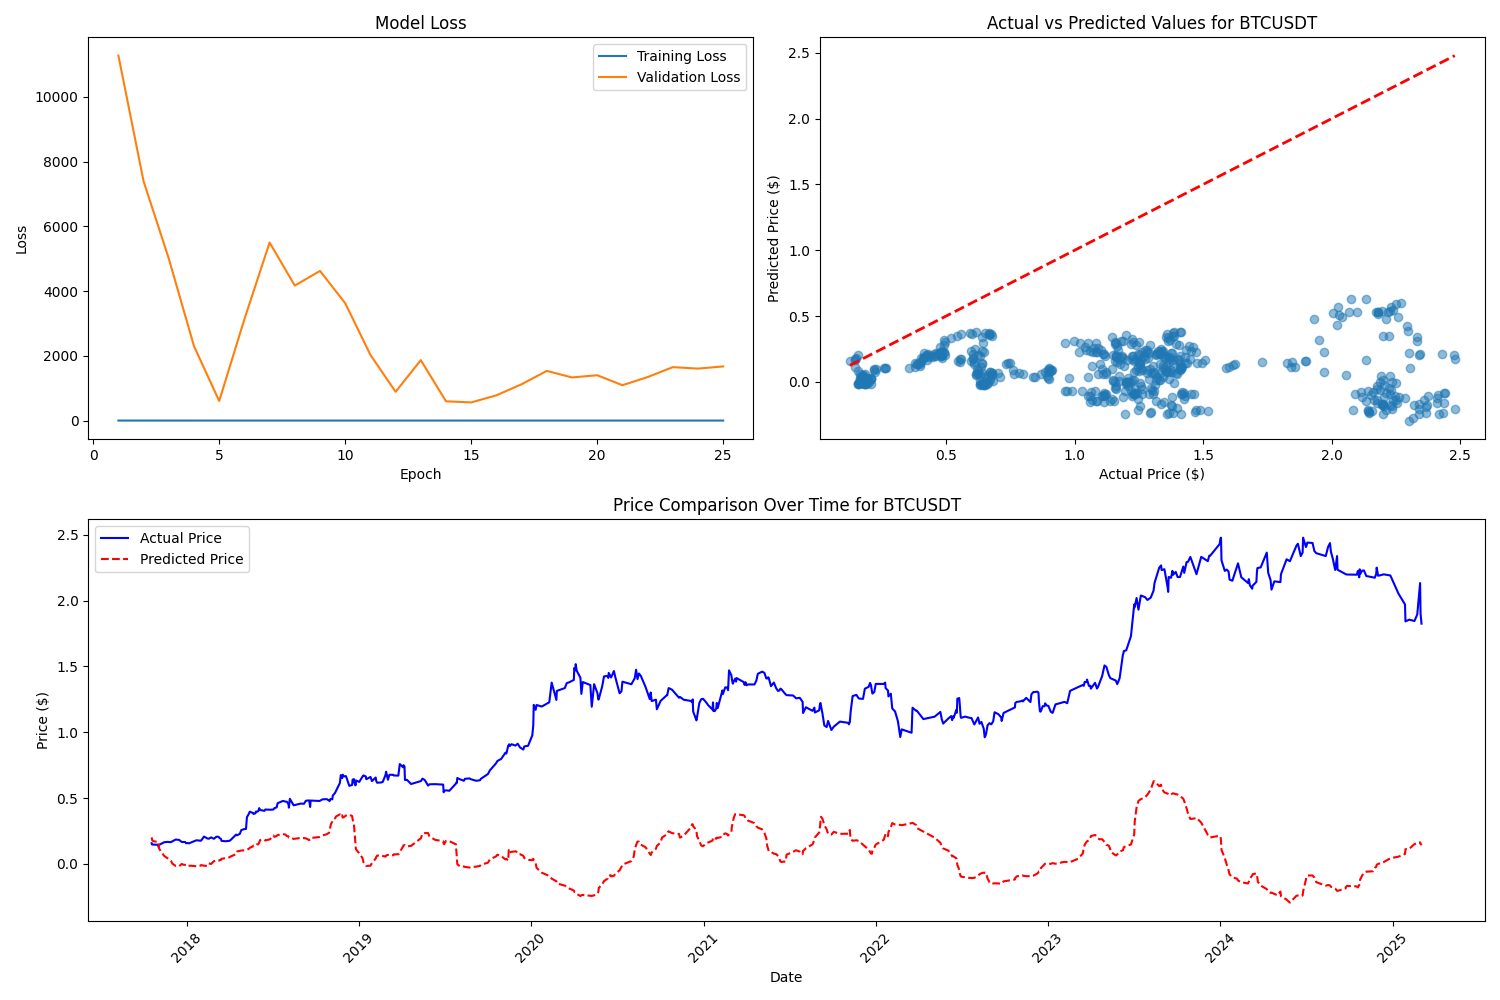 Model Loss
Training Loss
Validation Loss
10000
8000
6000
4000
2000
0
Loss
0
5
10
15
20
25
Epoch
Actual vs Predicted Values for BTCUSDT
2.5
2.0
1.5
1.0
0.5
0.0
Predicted Price ($)
0.5
1.0
1.5
2.0
2.5
Actual Price ($)
Price Comparison Over Time for BTCUSDT
Actual Price
Predicted Price
2.5
2.0
1.5
1.0
0.5
0.0
Price ($)
2018
2019
2020
2021
2022
2023
2024
2025
Date